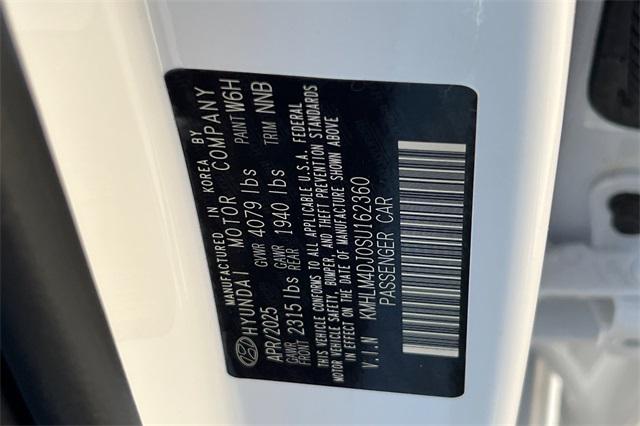 MANUFACTURED IN KOREA BY
HYUNDAI MOTOR COMPANY
APR/2025 GVWR 4079 lbs PAINT W6H
GAWR FRONT 2315 lbs GAWR REAR 1940 lbs TRIM NNB
THIS VEHICLE CONFORMS TO ALL APPLICABLE U.S.A. FEDERAL
MOTOR VEHICLE SAFETY, BUMPER, AND THEFT PREVENTION STANDARDS
IN EFFECT ON THE DATE OF MANUFACTURE SHOWN ABOVE
V.I.N KMHLM4DJ0SU162360
PASSENGER CAR